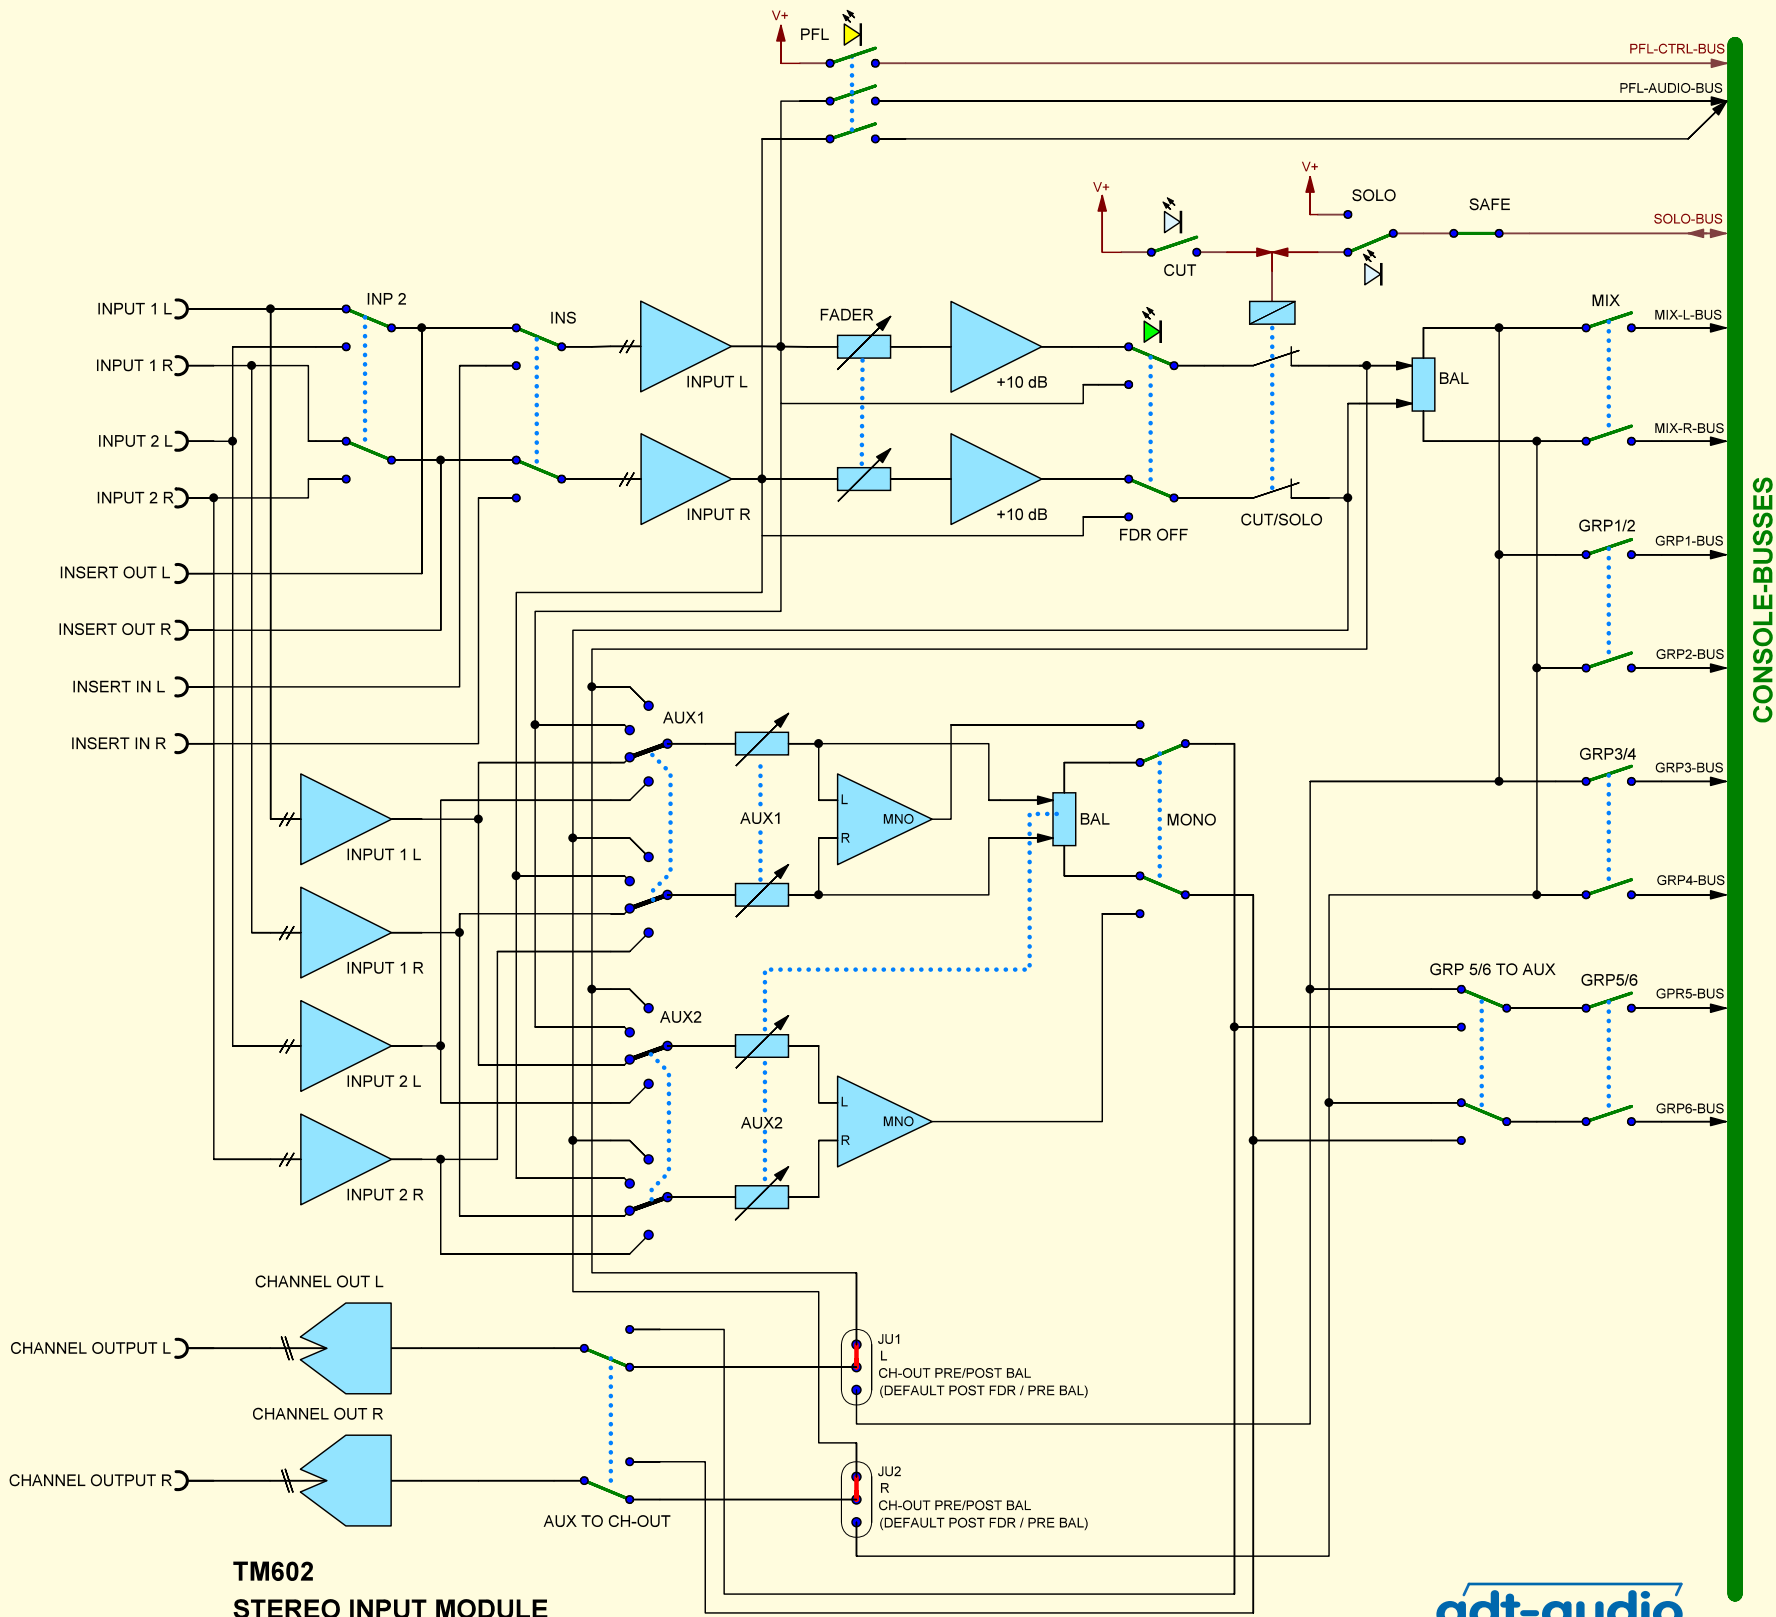 V+
PFL
PFL-CTRL-BUS
PFL-AUDIO-BUS
V+
V+
SOLO
SAFE
SOLO-BUS
CUT
INPUT 1 L
INP 2
INS
FADER
MIX
MIX-L-BUS
INPUT 1 R
INPUT L
+10 dB
BAL
INPUT 2 L
MIX-R-BUS
INPUT 2 R
INPUT R
+10 dB
FDR OFF
CUT/SOLO
GRP1/2
GRP1-BUS
CONSOLE-BUSSES
INSERT OUT L
INSERT OUT R
GRP2-BUS
INSERT IN L
AUX1
INSERT IN R
GRP3/4
GRP3-BUS
L
AUX1
MNO
BAL
MONO
R
INPUT 1 L
GRP4-BUS
INPUT 1 R
GRP 5/6 TO AUX
GRP5/6
GPR5-BUS
AUX2
INPUT 2 L
L
AUX2
MNO
GRP6-BUS
R
INPUT 2 R
CHANNEL OUT L
CHANNEL OUTPUT L
JU1
L
CH-OUT PRE/POST BAL
(DEFAULT POST FDR / PRE BAL)
CHANNEL OUT R
CHANNEL OUTPUT R
JU2
R
CH-OUT PRE/POST BAL
(DEFAULT POST FDR / PRE BAL)
AUX TO CH-OUT
TM602
STEREO INPUT MODULE
adt-audio